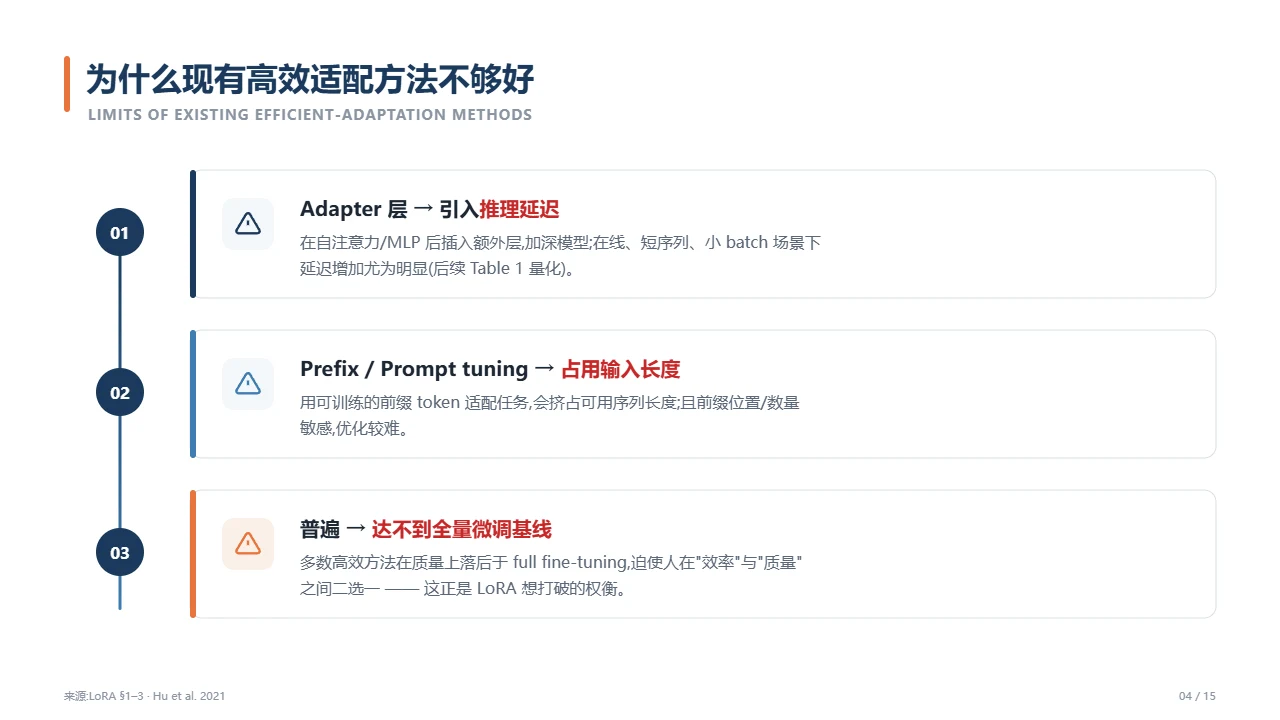 为什么现有高效适配方法不够好
LIMITS OF EXISTING EFFICIENT-ADAPTATION METHODS
01
Adapter 层 → 引入推理延迟
在自注意力/MLP 后插入额外层,加深模型;在线、短序列、小 batch 场景下
延迟增加尤为明显(后续 Table 1 量化)。
02
Prefix / Prompt tuning → 占用输入长度
用可训练的前缀 token 适配任务,会挤占可用序列长度;且前缀位置/数量
敏感,优化较难。
03
普遍 → 达不到全量微调基线
多数高效方法在质量上落后于 full fine-tuning,迫使人在"效率"与"质量"
之间二选一 —— 这正是 LoRA 想打破的权衡。
来源:LoRA §1–3 · Hu et al. 2021
04 / 15